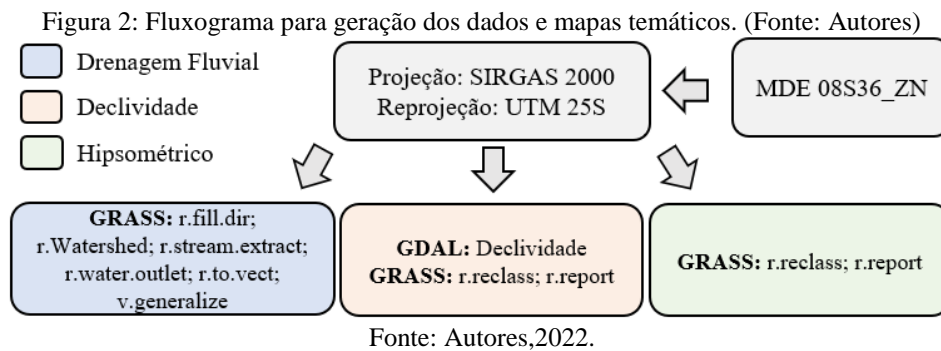 Figura 2: Fluxograma para geração dos dados e mapas temáticos. (Fonte: Autores)
Drenagem Fluvial
Declividade
Hipsométrico
Projeção: SIRGAS 2000
Reprojeção: UTM 25S
MDE 08S36_ZN
GRASS: r.fill.dir;
r.Watershed; r.stream.extract;
r.water.outlet; r.to.vect;
v.generalize
GDAL: Declividade
GRASS: r.reclass; r.report
GRASS: r.reclass; r.report
Fonte: Autores,2022.